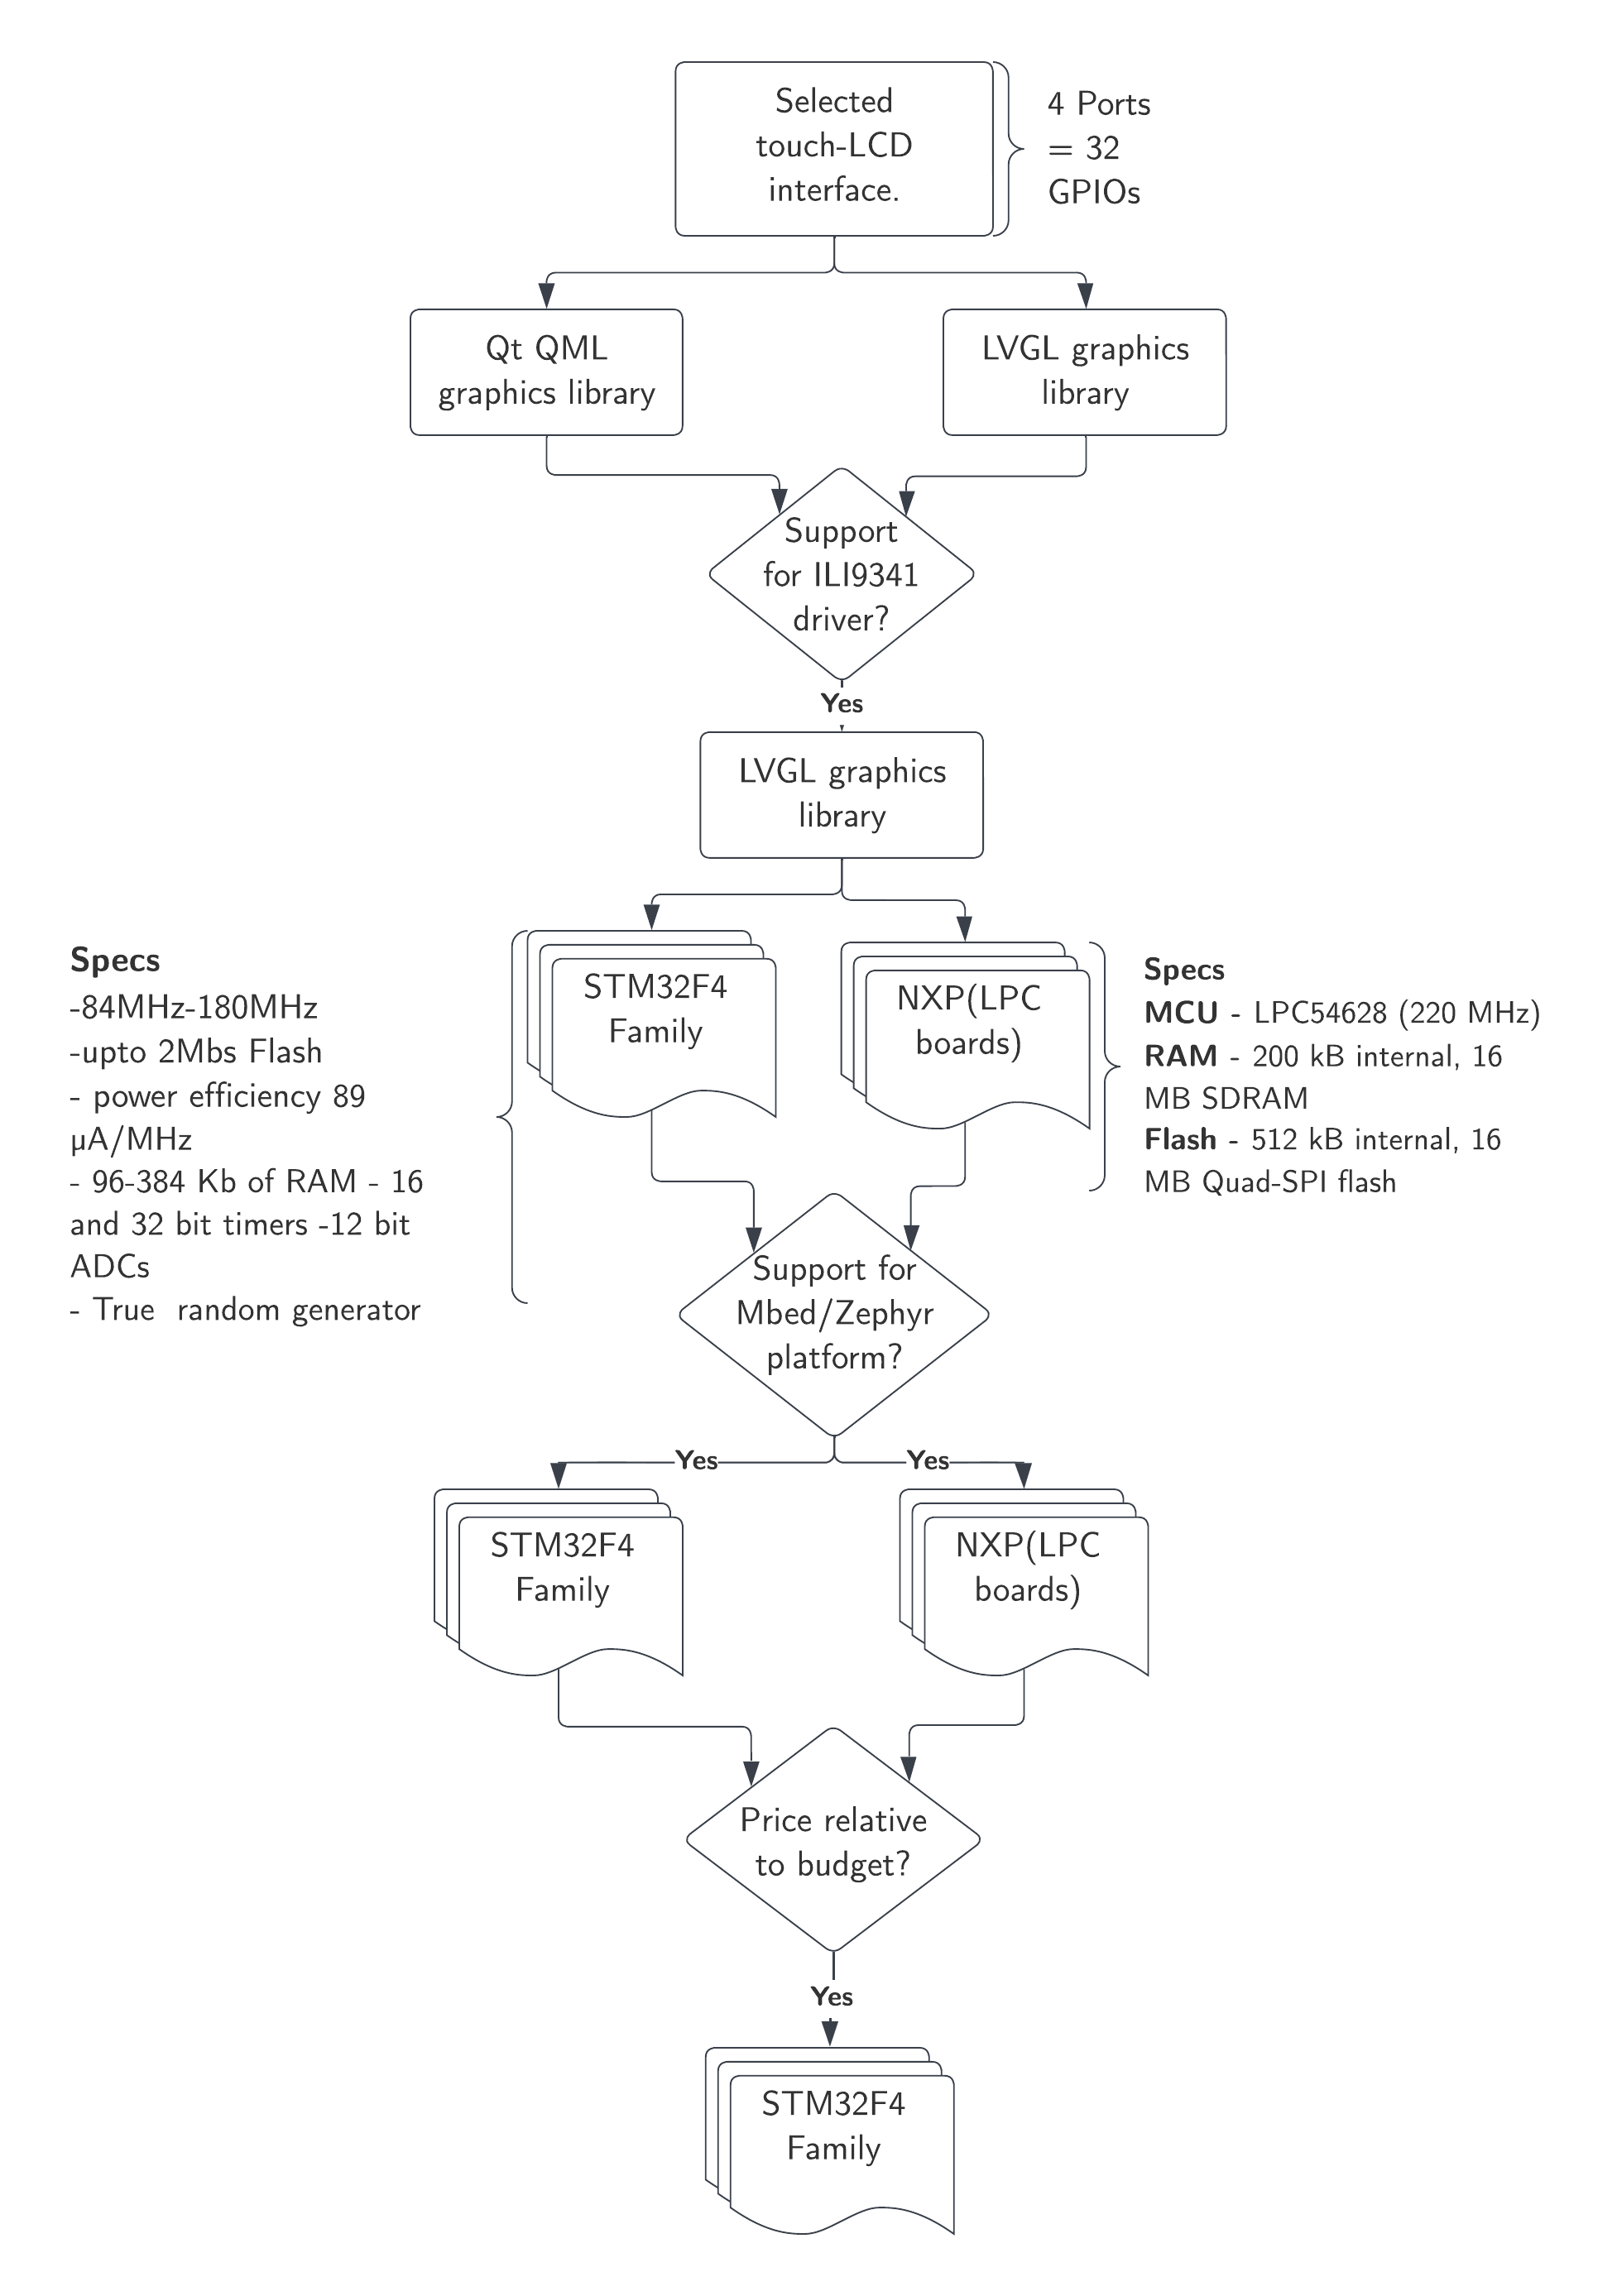 Selected
touch-LCD
interface.
4 Ports
= 32
GPIOs
Qt QML
graphics library
LVGL graphics
library
Support
for ILI9341
driver?
Yes
LVGL graphics
library
Specs
-84MHz-180MHz
-upto 2Mbs Flash
- power efficiency 89
µA/MHz
- 96-384 Kb of RAM - 16
and 32 bit timers -12 bit
ADCs
- True  random generator
STM32F4
Family
NXP(LPC
boards)
Specs
MCU - LPC54628 (220 MHz)
RAM - 200 kB internal, 16
MB SDRAM
Flash - 512 kB internal, 16
MB Quad-SPI flash
Support for
Mbed/Zephyr
platform?
Yes
Yes
STM32F4
Family
NXP(LPC
boards)
Price relative
to budget?
Yes
STM32F4
Family